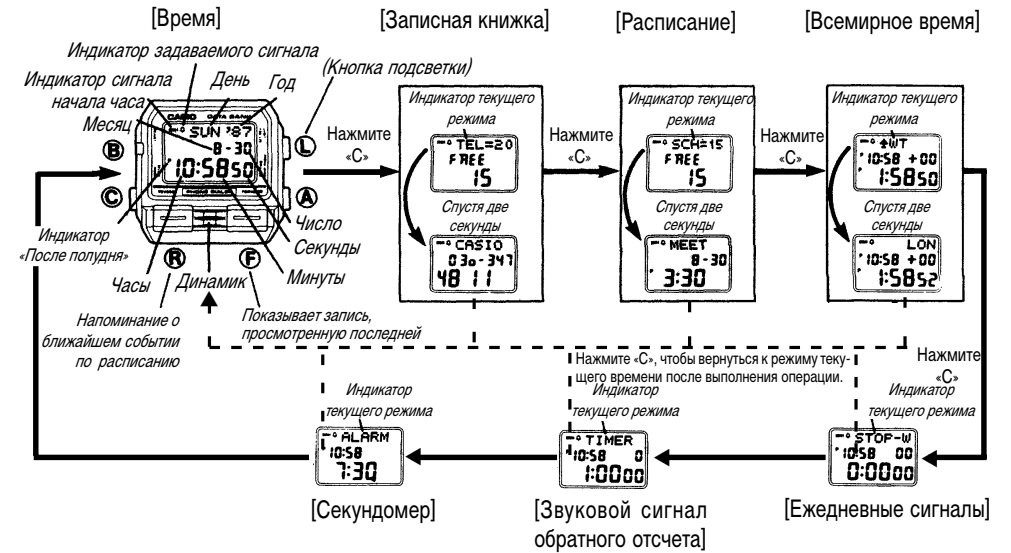 [Время]
[Записная книжка]
[Расписание]
[Всемирное время]
Индикатор задаваемого сигнала
Индикатор сигнала
начала часа
День
Год
(Кнопка подсветки)
Месяц
CASIO DATA BANK
SUN '87
8-30
10:58 50
B
C
L
A
R
F
Индикатор
«После полудня»
Часы
Динамик
Минуты
Секунды
Число
Напоминание о
ближайшем событии
по расписанию
Показывает запись,
просмотренную последней
Нажмите
«C»
Индикатор текущего
режима
TEL=20
FREE
15
Спустя две
секунды
CASIO
03o-347
48 11
Нажмите
«C»
Индикатор текущего
режима
SCH=15
FREE
15
Спустя две
секунды
MEET
8-30
3:30
Нажмите
«C»
Индикатор текущего
режима
WT
10:58 +00
1:58 50
Спустя две
секунды
LON
10:58 +00
1:58 52
Нажмите
«C»
Нажмите «C», чтобы вернуться к режиму теку-
щего времени после выполнения операции.
Индикатор
текущего режима
ALARM
10:58
7:30
[Секундомер]
Индикатор
текущего режима
TIMER
10:58 0
1:00 00
[Звуковой сигнал
обратного отсчета]
Индикатор
текущего режима
STOP-W
10:58 00
0:00 00
[Ежедневные сигналы]